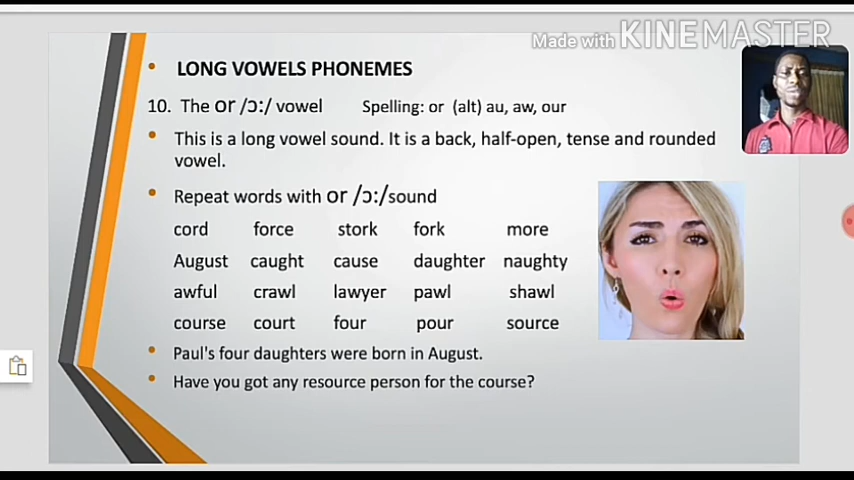 Made with KINEMASTER
LONG VOWELS PHONEMES
10. The or /ɔ:/ vowel Spelling: or (alt) au, aw, our
This is a long vowel sound. It is a back, half-open, tense and rounded
vowel.
Repeat words with or /ɔ:/sound
cord force stork fork more
August caught cause daughter naughty
awful crawl lawyer pawl shawl
course court four pour source
Paul's four daughters were born in August.
Have you got any resource person for the course?